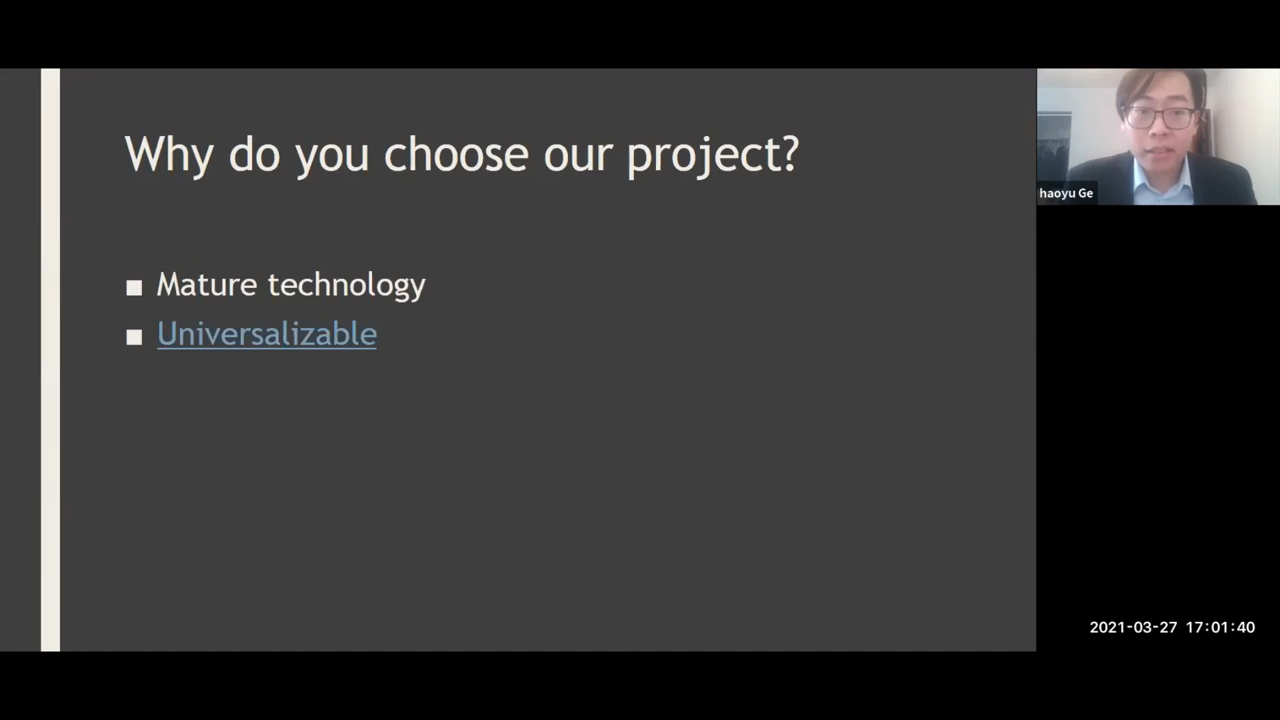 Why do you choose our project?
■ Mature technology
■ Universalizable
haoyu Ge
2021-03-27 17:01:40